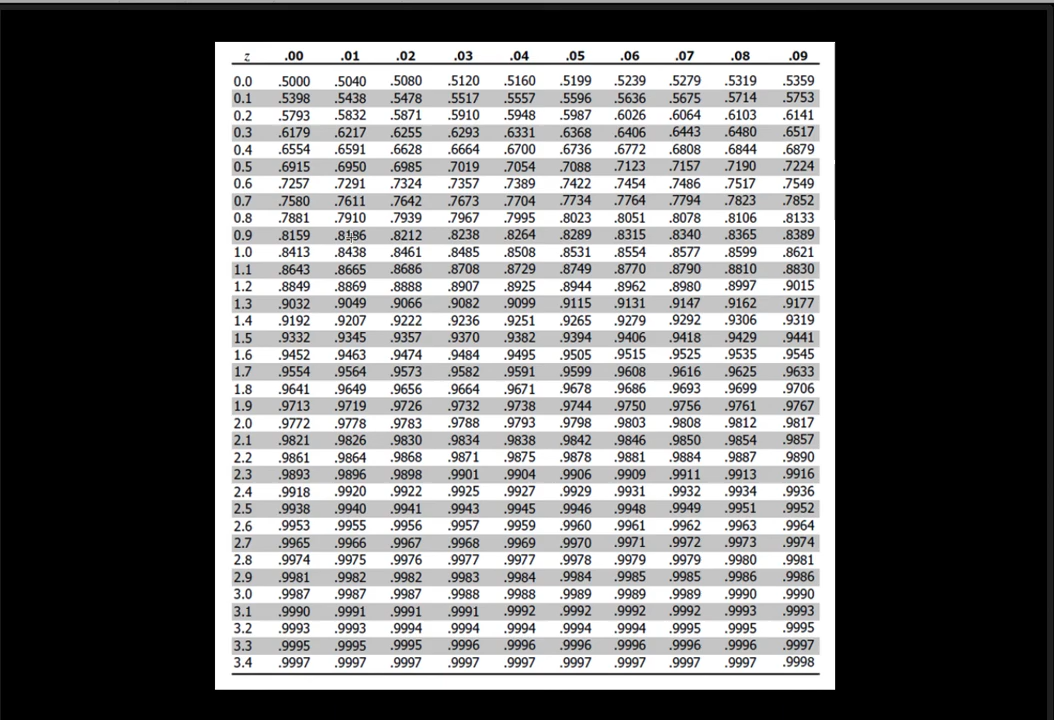 z .00 .01 .02 .03 .04 .05 .06 .07 .08 .09
0.0 .5000 .5040 .5080 .5120 .5160 .5199 .5239 .5279 .5319 .5359
0.1 .5398 .5438 .5478 .5517 .5557 .5596 .5636 .5675 .5714 .5753
0.2 .5793 .5832 .5871 .5910 .5948 .5987 .6026 .6064 .6103 .6141
0.3 .6179 .6217 .6255 .6293 .6331 .6368 .6406 .6443 .6480 .6517
0.4 .6554 .6591 .6628 .6664 .6700 .6736 .6772 .6808 .6844 .6879
0.5 .6915 .6950 .6985 .7019 .7054 .7088 .7123 .7157 .7190 .7224
0.6 .7257 .7291 .7324 .7357 .7389 .7422 .7454 .7486 .7517 .7549
0.7 .7580 .7611 .7642 .7673 .7704 .7734 .7764 .7794 .7823 .7852
0.8 .7881 .7910 .7939 .7967 .7995 .8023 .8051 .8078 .8106 .8133
0.9 .8159 .8186 .8212 .8238 .8264 .8289 .8315 .8340 .8365 .8389
1.0 .8413 .8438 .8461 .8485 .8508 .8531 .8554 .8577 .8599 .8621
1.1 .8643 .8665 .8686 .8708 .8729 .8749 .8770 .8790 .8810 .8830
1.2 .8849 .8869 .8888 .8907 .8925 .8944 .8962 .8980 .8997 .9015
1.3 .9032 .9049 .9066 .9082 .9099 .9115 .9131 .9147 .9162 .9177
1.4 .9192 .9207 .9222 .9236 .9251 .9265 .9279 .9292 .9306 .9319
1.5 .9332 .9345 .9357 .9370 .9382 .9394 .9406 .9418 .9429 .9441
1.6 .9452 .9463 .9474 .9484 .9495 .9505 .9515 .9525 .9535 .9545
1.7 .9554 .9564 .9573 .9582 .9591 .9599 .9608 .9616 .9625 .9633
1.8 .9641 .9649 .9656 .9664 .9671 .9678 .9686 .9693 .9699 .9706
1.9 .9713 .9719 .9726 .9732 .9738 .9744 .9750 .9756 .9761 .9767
2.0 .9772 .9778 .9783 .9788 .9793 .9798 .9803 .9808 .9812 .9817
2.1 .9821 .9826 .9830 .9834 .9838 .9842 .9846 .9850 .9854 .9857
2.2 .9861 .9864 .9868 .9871 .9875 .9878 .9881 .9884 .9887 .9890
2.3 .9893 .9896 .9898 .9901 .9904 .9906 .9909 .9911 .9913 .9916
2.4 .9918 .9920 .9922 .9925 .9927 .9929 .9931 .9932 .9934 .9936
2.5 .9938 .9940 .9941 .9943 .9945 .9946 .9948 .9949 .9951 .9952
2.6 .9953 .9955 .9956 .9957 .9959 .9960 .9961 .9962 .9963 .9964
2.7 .9965 .9966 .9967 .9968 .9969 .9970 .9971 .9972 .9973 .9974
2.8 .9974 .9975 .9976 .9977 .9977 .9978 .9979 .9979 .9980 .9981
2.9 .9981 .9982 .9982 .9983 .9984 .9984 .9985 .9985 .9986 .9986
3.0 .9987 .9987 .9987 .9988 .9988 .9989 .9989 .9989 .9990 .9990
3.1 .9990 .9991 .9991 .9991 .9992 .9992 .9992 .9992 .9993 .9993
3.2 .9993 .9993 .9994 .9994 .9994 .9994 .9994 .9995 .9995 .9995
3.3 .9995 .9995 .9995 .9996 .9996 .9996 .9996 .9996 .9996 .9997
3.4 .9997 .9997 .9997 .9997 .9997 .9997 .9997 .9997 .9997 .9998